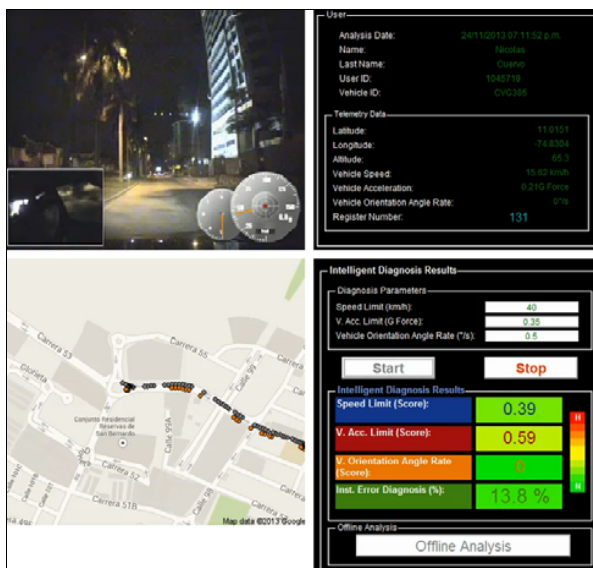 User
Analysis Date: 24/11/2013 07:11:52 p.m.
Name: Nicolas
Last Name: Cuervo
User ID: 1045719
Vehicle ID: CVG385
Telemetry Data
Latitude: 11.0151
Longitude: -74.8304
Altitude: 65.3
Vehicle Speed: 15.62 km/h
Vehicle Acceleration: 0.21G Force
Vehicle Orientation Angle Rate: 0°/s
Register Number: 131
Carrera 53
Carrera 55
Glorieta
Calle 99
Conjunto Residencial
Reservas de
San Bernardo
Calle 99A
Calle 98
Carrera 52
Carrera 51B
Map data ©2013 Google
Intelligent Diagnosis Results
Diagnosis Parameters
Speed Limit (km/h): 40
V. Acc. Limit (G Force): 0.35
Vehicle Orientation Angle Rate (°/s): 0.5
Start Stop
Intelligent Diagnosis Results
Speed Limit (Score): 0.39
H
V. Acc. Limit (Score): 0.59
V. Orientation Angle Rate
(Score): 0
Inst. Error Diagnosis (%): 13.8 %
N
Offline Analysis
Offline Analysis